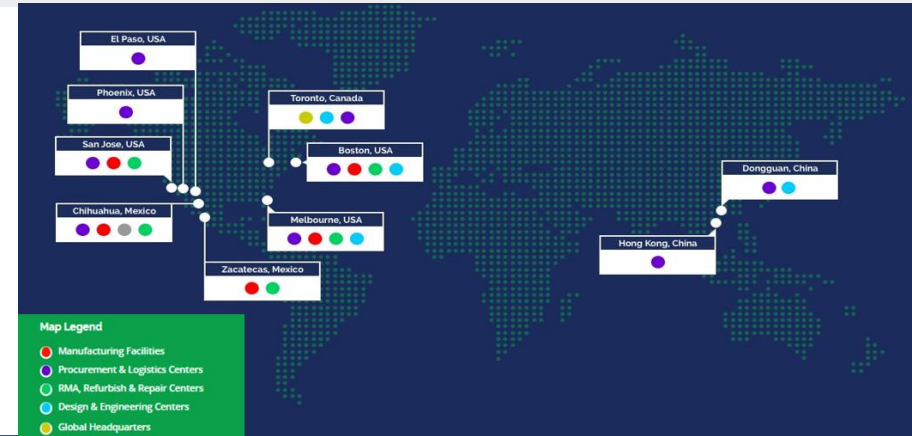 El Paso, USA
Phoenix, USA
Toronto, Canada
San Jose, USA
Boston, USA
Dongguan, China
Chihuahua, Mexico
Melbourne, USA
Hong Kong, China
Zacatecas, Mexico
Map Legend
Manufacturing Facilities
Procurement & Logistics Centers
RMA, Refurbish & Repair Centers
Design & Engineering Centers
Global Headquarters